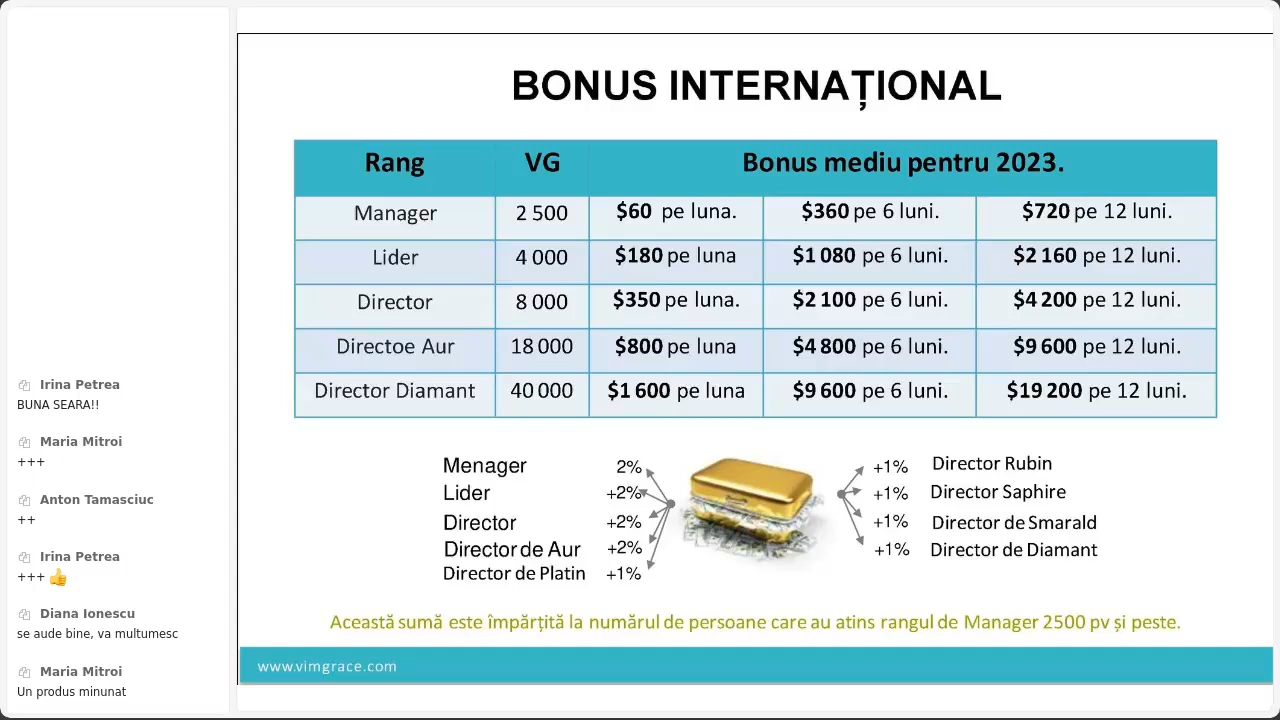 Irina Petrea
BUNA SEARA!!
Maria Mitroi
+++
Anton Tamasciuc
++
Irina Petrea
+++ 👍
Diana Ionescu
se aude bine, va multumesc
Maria Mitroi
Un produs minunat
BONUS INTERNAȚIONAL
Rang VG Bonus mediu pentru 2023.
Manager 2 500 $60 pe luna. $360 pe 6 luni. $720 pe 12 luni.
Lider 4 000 $180 pe luna $1 080 pe 6 luni. $2 160 pe 12 luni.
Director 8 000 $350 pe luna. $2 100 pe 6 luni. $4 200 pe 12 luni.
Directoe Aur 18 000 $800 pe luna $4 800 pe 6 luni. $9 600 pe 12 luni.
Director Diamant 40 000 $1 600 pe luna $9 600 pe 6 luni. $19 200 pe 12 luni.
Menager 2%
Lider +2%
Director +2%
Director de Aur +2%
Director de Platin +1%
+1% Director Rubin
+1% Director Saphire
+1% Director de Smarald
+1% Director de Diamant
Această sumă este împărțită la numărul de persoane care au atins rangul de Manager 2500 pv și peste.
www.vimgrace.com